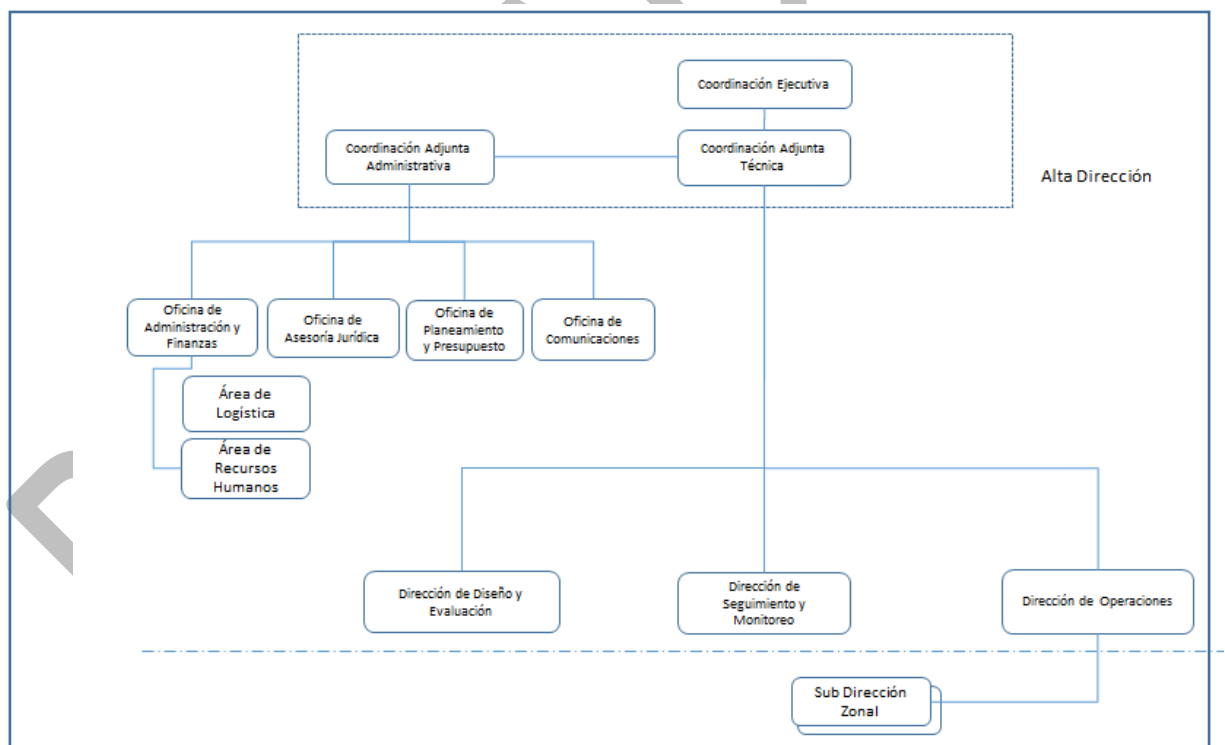 Coordinación Ejecutiva
Coordinación Adjunta
Administrativa
Coordinación Adjunta
Técnica
Alta Dirección
Oficina de
Administración y
Finanzas
Oficina de
Asesoría Jurídica
Oficina de
Planeamiento
y Presupuesto
Oficina de
Comunicaciones
Área de
Logística
Área de
Recursos
Humanos
Dirección de Diseño y
Evaluación
Dirección de
Seguimiento y
Monitoreo
Dirección de Operaciones
Sub Dirección
Zonal